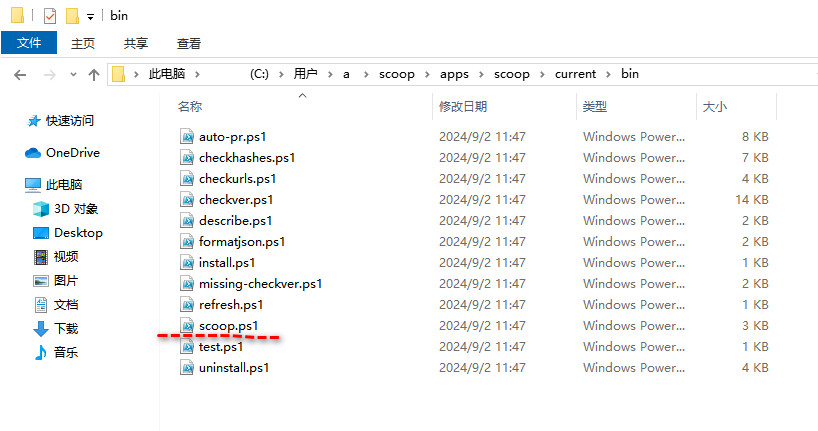 bin
文件 主页 共享 查看
此电脑 (C:) 用户 a scoop apps scoop current bin
名称 修改日期 类型 大小
快速访问
OneDrive
此电脑
3D 对象
Desktop
视频
图片
文档
下载
音乐
auto-pr.ps1 2024/9/2 11:47 Windows Power... 8 KB
checkhashes.ps1 2024/9/2 11:47 Windows Power... 7 KB
checkurls.ps1 2024/9/2 11:47 Windows Power... 4 KB
checkver.ps1 2024/9/2 11:47 Windows Power... 14 KB
describe.ps1 2024/9/2 11:47 Windows Power... 2 KB
formatjson.ps1 2024/9/2 11:47 Windows Power... 2 KB
install.ps1 2024/9/2 11:47 Windows Power... 1 KB
missing-checkver.ps1 2024/9/2 11:47 Windows Power... 2 KB
refresh.ps1 2024/9/2 11:47 Windows Power... 1 KB
scoop.ps1 2024/9/2 11:47 Windows Power... 3 KB
test.ps1 2024/9/2 11:47 Windows Power... 1 KB
uninstall.ps1 2024/9/2 11:47 Windows Power... 4 KB